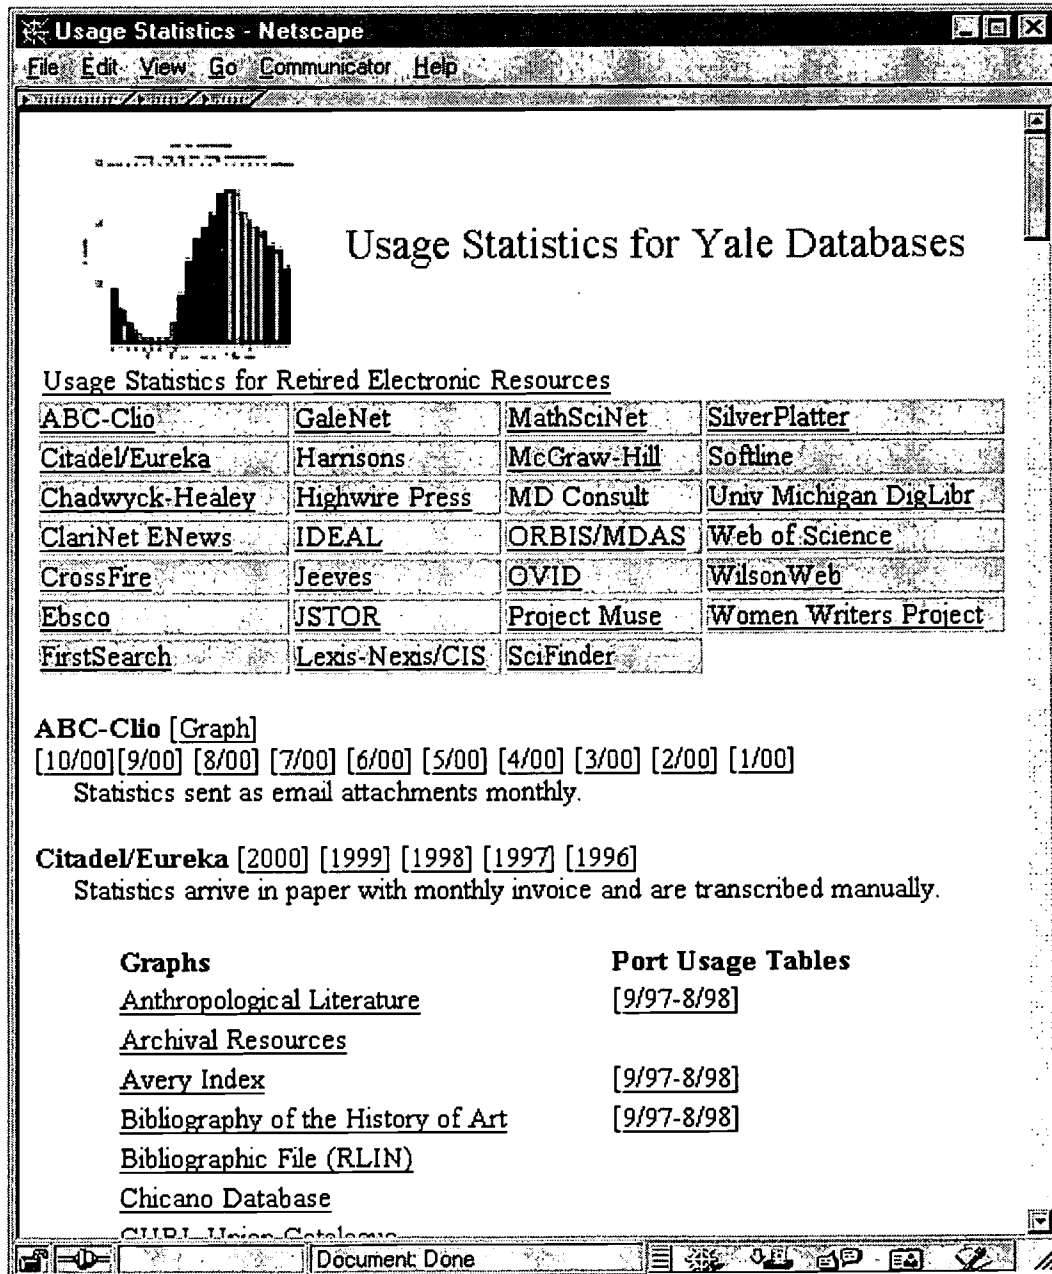 Usage Statistics - Netscape
File Edit View Go Communicator Help
Usage Statistics for Yale Databases
Usage Statistics for Retired Electronic Resources
ABC-Clio GaleNet MathSciNet SilverPlatter
Citadel/Eureka Harrisons McGraw-Hill Softline
Chadwyck-Healey Highwire Press MD Consult Univ Michigan DigLibr
ClariNet ENews IDEAL ORBIS/MDAS Web of Science
CrossFire Jeeves OVID WilsonWeb
Ebsco JSTOR Project Muse Women Writers Project
FirstSearch Lexis-Nexis/CIS SciFinder
ABC-Clio [Graph]
[10/00][9/00] [8/00] [7/00] [6/00] [5/00] [4/00] [3/00] [2/00] [1/00]
Statistics sent as email attachments monthly.
Citadel/Eureka [2000] [1999] [1998] [1997] [1996]
Statistics arrive in paper with monthly invoice and are transcribed manually.
Graphs Port Usage Tables
Anthropological Literature [9/97-8/98]
Archival Resources
Avery Index [9/97-8/98]
Bibliography of the History of Art [9/97-8/98]
Bibliographic File (RLIN)
Chicano Database
Document: Done